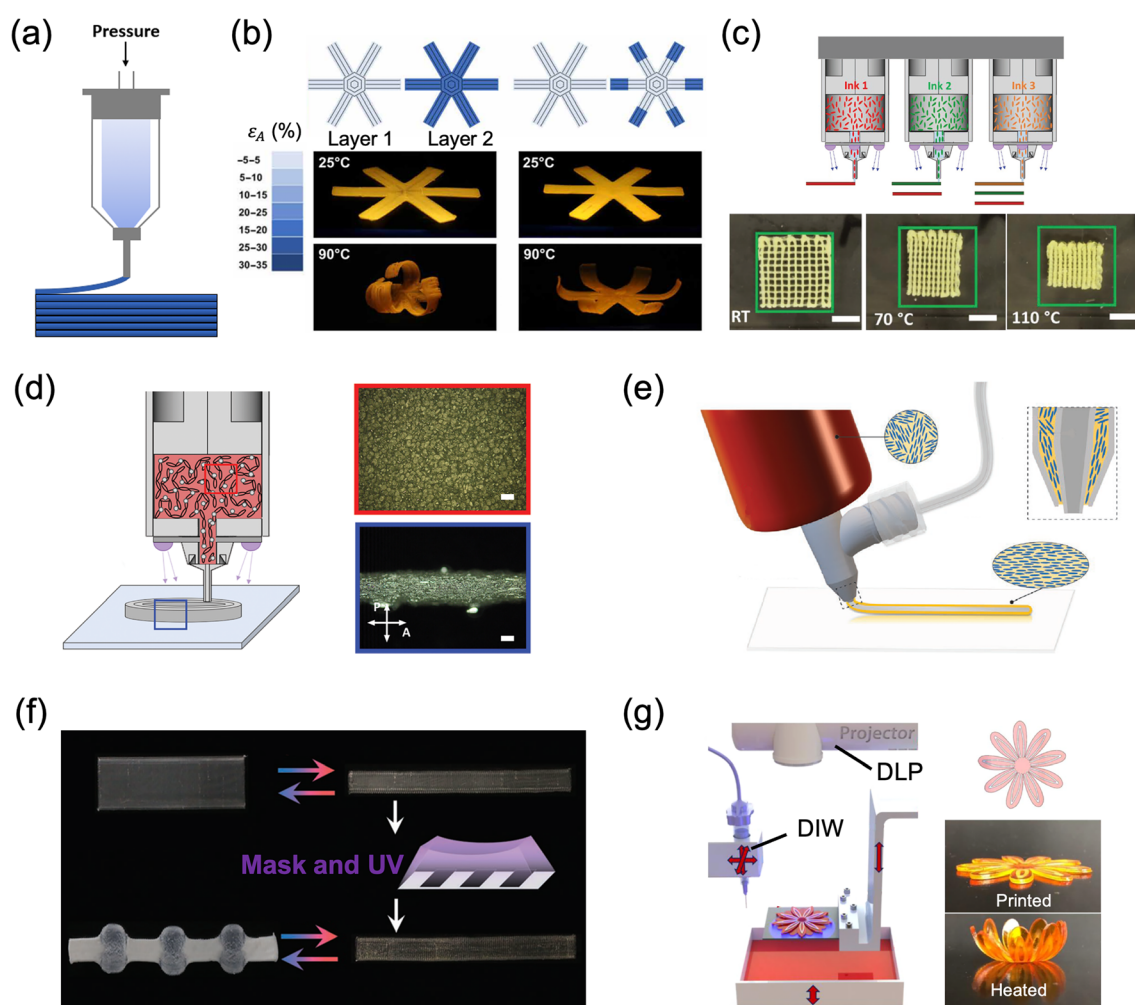 (a)
Pressure
(b)
Layer 1
Layer 2
εA (%)
–5–5
5–10
10–15
20–25
15–20
25–30
30–35
25°C
25°C
90°C
90°C
(c)
Ink 1
Ink 2
Ink 3
RT
70 °C
110 °C
(d)
P
A
(e)
(f)
Mask and UV
(g)
Projector
DLP
DIW
Printed
Heated